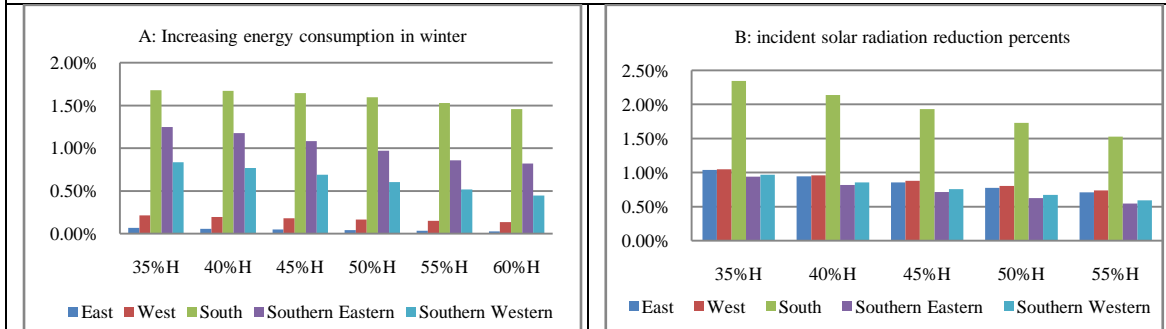 A: Increasing energy consumption in winter
2.00%
1.50%
1.00%
0.50%
0.00%
35%H 40%H 45%H 50%H 55%H 60%H
East West South Southern Eastern Southern Western
B: incident solar radiation reduction percents
2.50%
2.00%
1.50%
1.00%
0.50%
0.00%
35%H 40%H 45%H 50%H 55%H
East West South Southern Eastern Southern Western